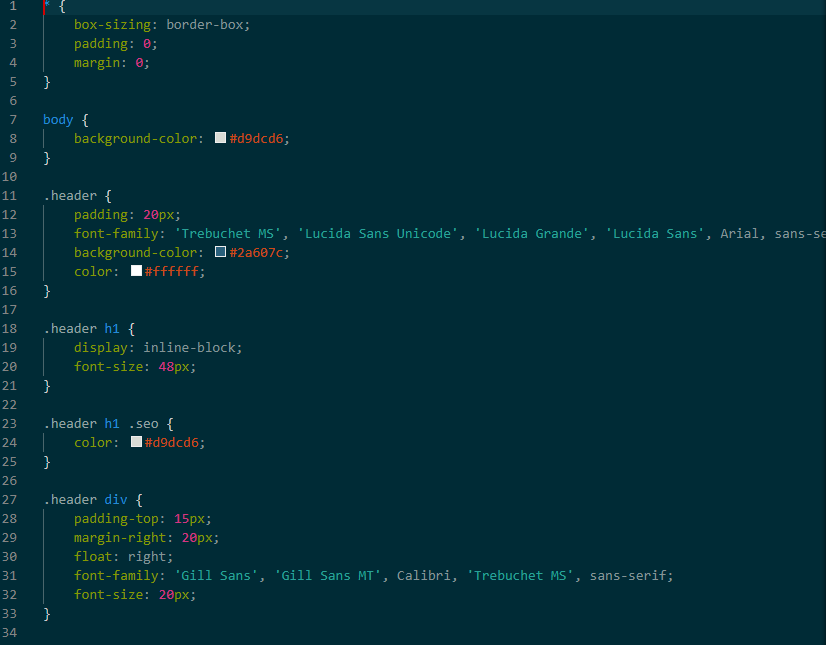 1 * {
2     box-sizing: border-box;
3     padding: 0;
4     margin: 0;
5 }
6
7 body {
8     background-color: #d9dcd6;
9 }
10
11 .header {
12     padding: 20px;
13     font-family: 'Trebuchet MS', 'Lucida Sans Unicode', 'Lucida Grande', 'Lucida Sans', Arial, sans-se
14     background-color: #2a607c;
15     color: #ffffff;
16 }
17
18 .header h1 {
19     display: inline-block;
20     font-size: 48px;
21 }
22
23 .header h1 .seo {
24     color: #d9dcd6;
25 }
26
27 .header div {
28     padding-top: 15px;
29     margin-right: 20px;
30     float: right;
31     font-family: 'Gill Sans', 'Gill Sans MT', Calibri, 'Trebuchet MS', sans-serif;
32     font-size: 20px;
33 }
34